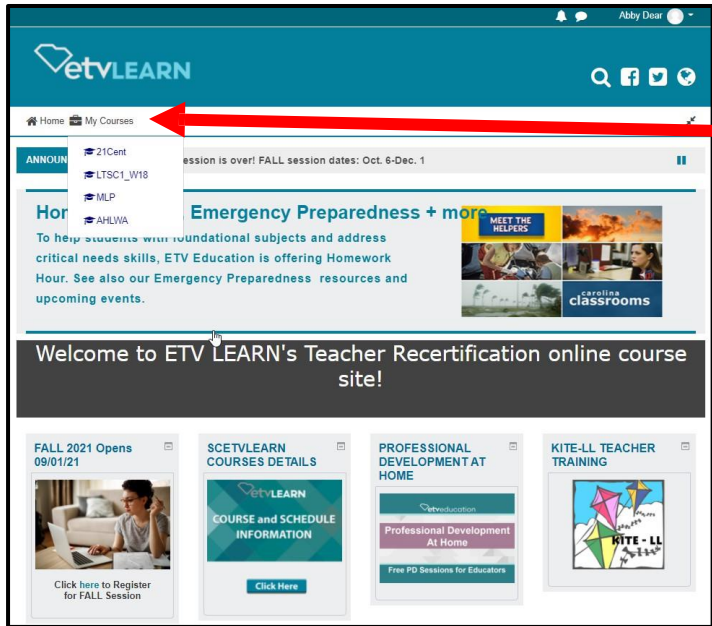 Abby Dear
etvLEARN
Home My Courses
21Cent
LTSC1_W18
MLP
AHLWA
ANNOUN
ession is over! FALL session dates: Oct. 6-Dec. 1
Hor
, Emergency Preparedness + more
To help students with foundational subjects and address
critical needs skills, ETV Education is offering Homework
Hour. See also our Emergency Preparedness resources and
upcoming events.
MEET THE
HELPERS
carolina
classrooms
Welcome to ETV LEARN's Teacher Recertification online course
site!
FALL 2021 Opens
09/01/21
Click here to Register
for FALL Session
SCETVLEARN
COURSES DETAILS
etvLEARN
COURSE and SCHEDULE
INFORMATION
Click Here
PROFESSIONAL
DEVELOPMENT AT
HOME
etveducation
Professional Development
At Home
Free PD Sessions for Educators
KITE-LL TEACHER
TRAINING
KITE - LL